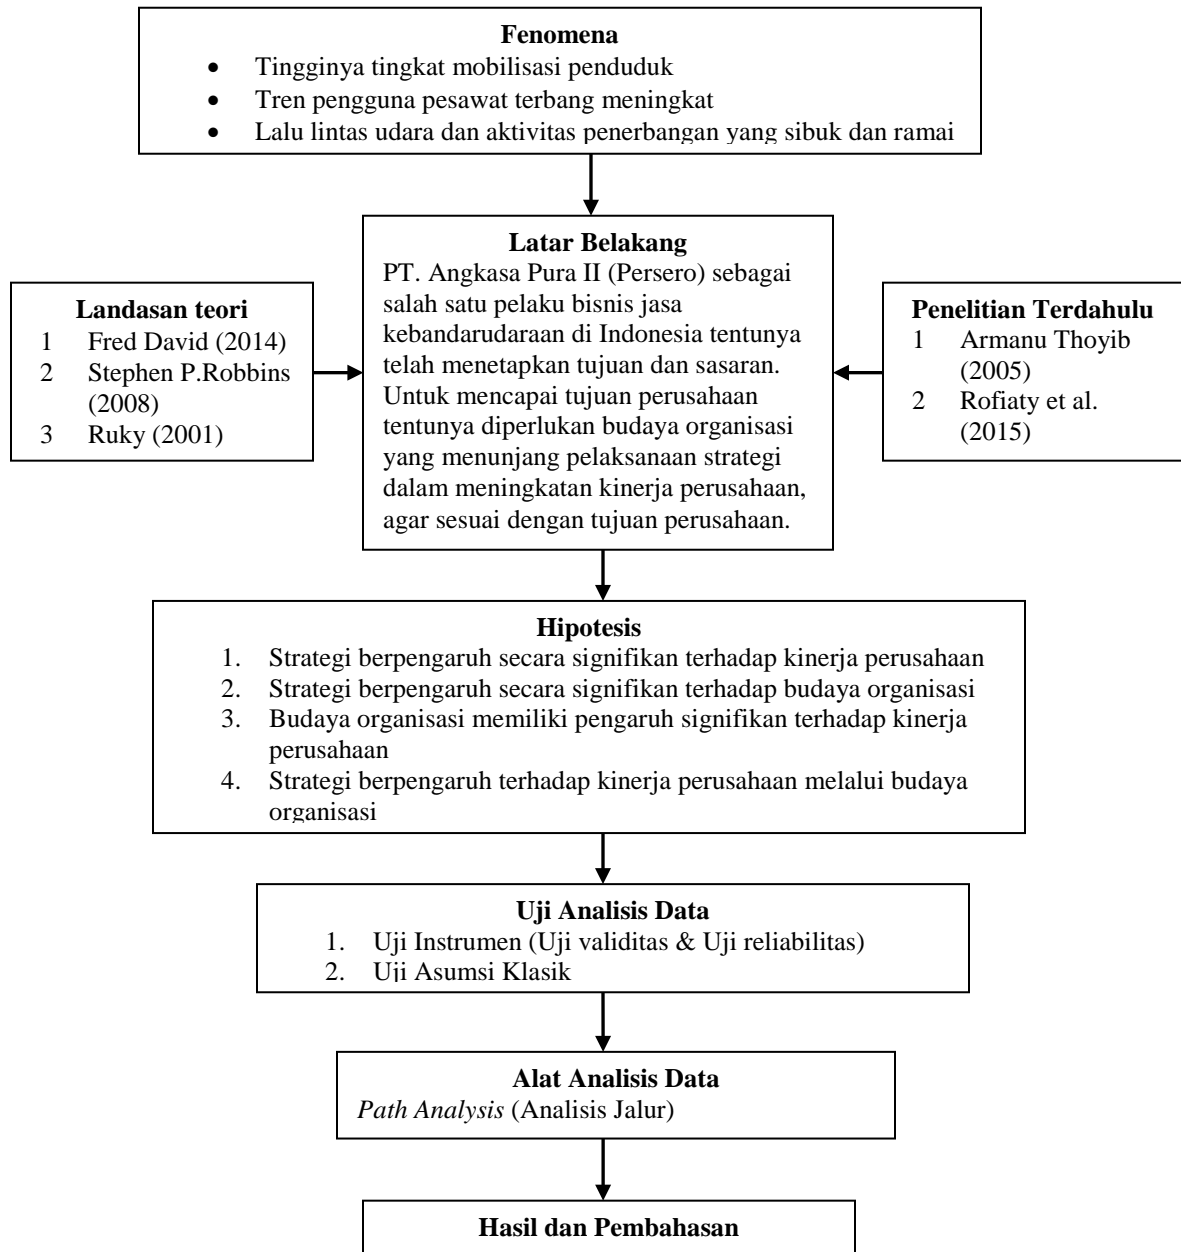 Fenomena
• Tingginya tingkat mobilisasi penduduk
• Tren pengguna pesawat terbang meningkat
• Lalu lintas udara dan aktivitas penerbangan yang sibuk dan ramai
Latar Belakang
PT. Angkasa Pura II (Persero) sebagai
salah satu pelaku bisnis jasa
kebandarudaraan di Indonesia tentunya
telah menetapkan tujuan dan sasaran.
Untuk mencapai tujuan perusahaan
tentunya diperlukan budaya organisasi
yang menunjang pelaksanaan strategi
dalam meningkatan kinerja perusahaan,
agar sesuai dengan tujuan perusahaan.
Landasan teori
1 Fred David (2014)
2 Stephen P.Robbins
(2008)
3 Ruky (2001)
Penelitian Terdahulu
1 Armanu Thoyib
(2005)
2 Rofiaty et al.
(2015)
Hipotesis
1. Strategi berpengaruh secara signifikan terhadap kinerja perusahaan
2. Strategi berpengaruh secara signifikan terhadap budaya organisasi
3. Budaya organisasi memiliki pengaruh signifikan terhadap kinerja
perusahaan
4. Strategi berpengaruh terhadap kinerja perusahaan melalui budaya
organisasi
Uji Analisis Data
1. Uji Instrumen (Uji validitas & Uji reliabilitas)
2. Uji Asumsi Klasik
Alat Analisis Data
Path Analysis (Analisis Jalur)
Hasil dan Pembahasan